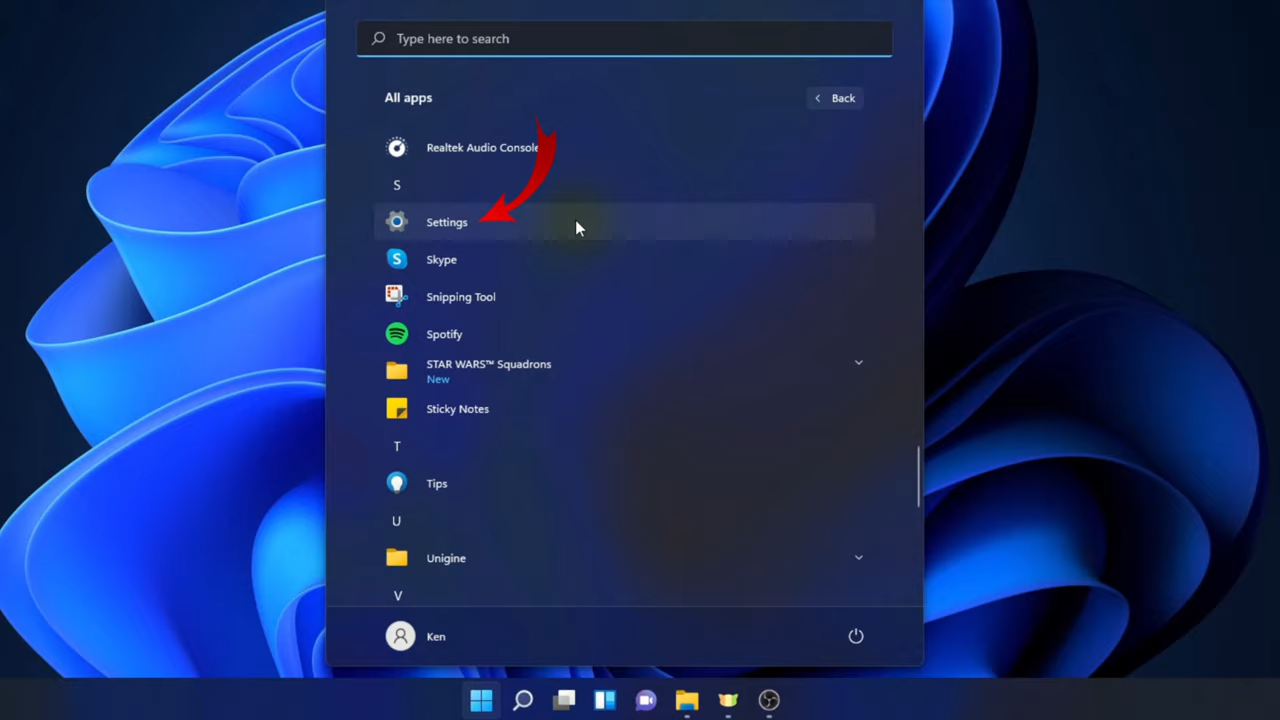 Type here to search
All apps
Back
Realtek Audio Console
S
Settings
Skype
Snipping Tool
Spotify
STAR WARS™ Squadrons
New
Sticky Notes
T
Tips
U
Unigine
V
Ken